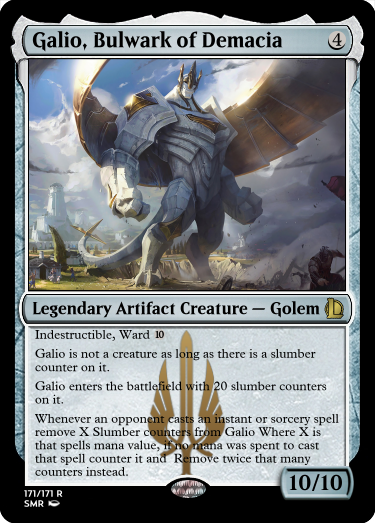 Galio, Bulwark of Demacia 4
Legendary Artifact Creature — Golem
Indestructible, Ward 10
Galio is not a creature as long as there is a slumber
counter on it.
Galio enters the battlefield with 20 slumber counters
on it.
Whenever an opponent casts an instant or sorcery spell
remove X Slumber counters from Galio Where X is
that spells mana value, if no mana was spent to cast
that spell counter it and Remove twice that many
counters instead.
10/10
171/171 R
SMR